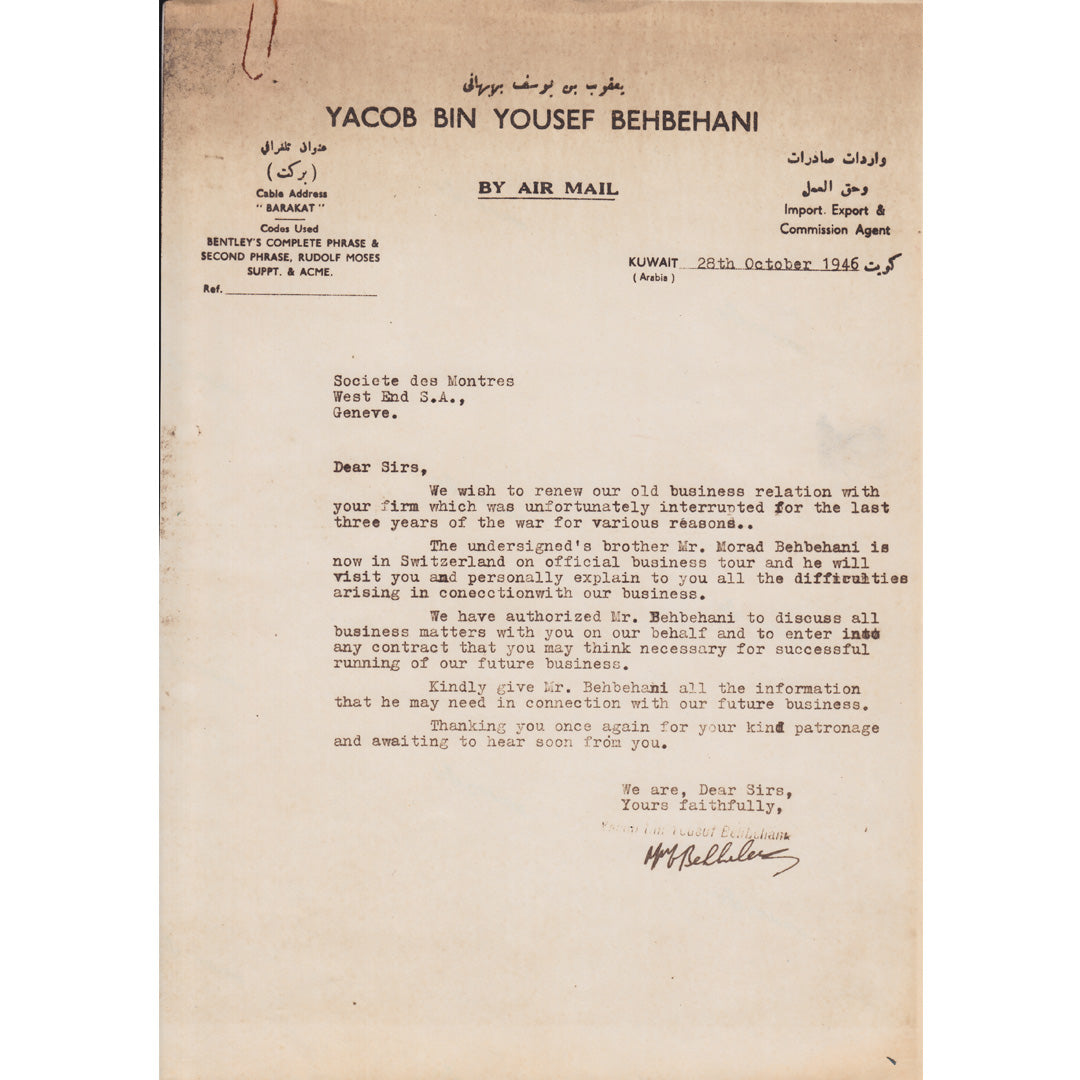 يعقوب بن يوسف بهبهاني
YACOB BIN YOUSEF BEHBEHANI
عنوان تلغرافي
(بركت)
Cable Address
"BARAKAT"
Codes Used
BENTLEY'S COMPLETE PHRASE &
SECOND PHRASE, RUDOLF MOSES
SUPPT. & ACME.
Ref.
BY AIR MAIL
واردات صادرات
وحق العمل
Import. Export &
Commission Agent
KUWAIT 28th October 1946 كويت
(Arabia)
Societe des Montres
West End S.A.,
Geneve.
Dear Sirs,
We wish to renew our old business relation with
your firm which was unfortunately interrupted for the last
three years of the war for various reasons..
The undersigned's brother Mr. Morad Behbehani is
now in Switzerland on official business tour and he will
visit you and personally explain to you all the difficulties
arising in conecctionwith our business.
We have authorized Mr. Behbehani to discuss all
business matters with you on our behalf and to enter into
any contract that you may think necessary for successful
running of our future business.
Kindly give Mr. Behbehani all the information
that he may need in connection with our future business.
Thanking you once again for your kind patronage
and awaiting to hear soon from you.
We are, Dear Sirs,
Yours faithfully,
Yousuf Behbehani